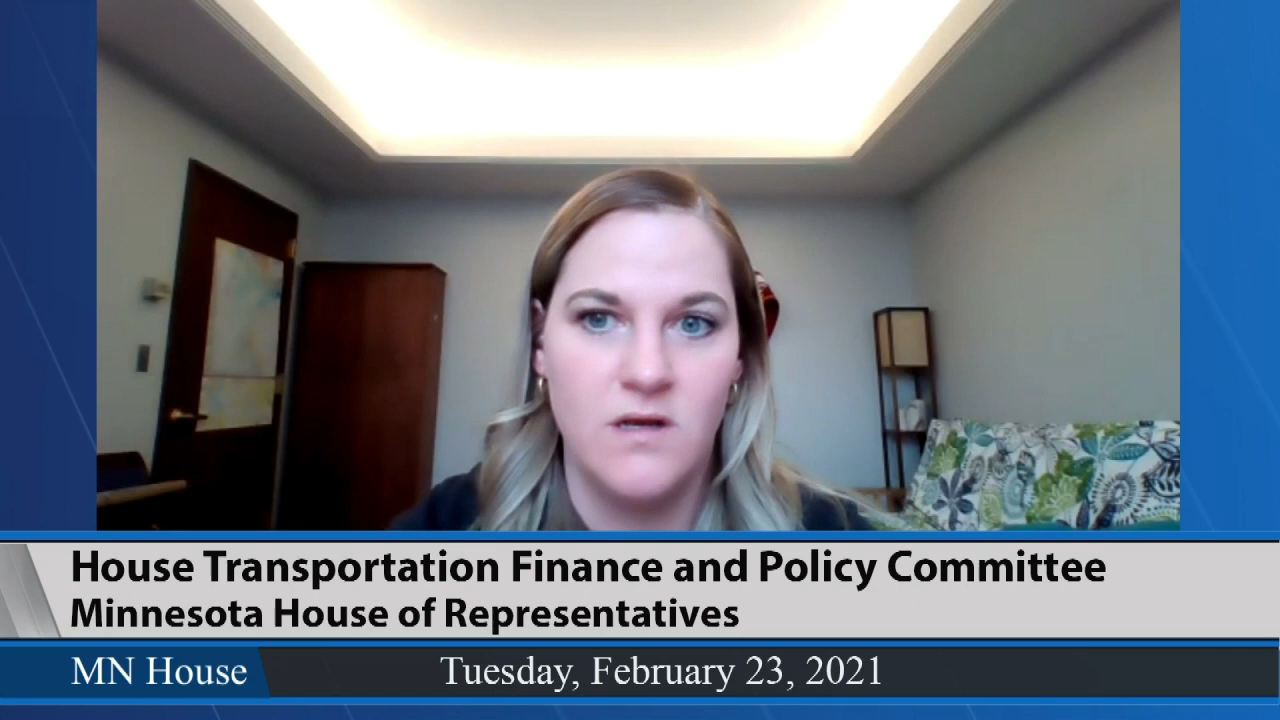 House Transportation Finance and Policy Committee
Minnesota House of Representatives
MN House
Tuesday, February 23, 2021